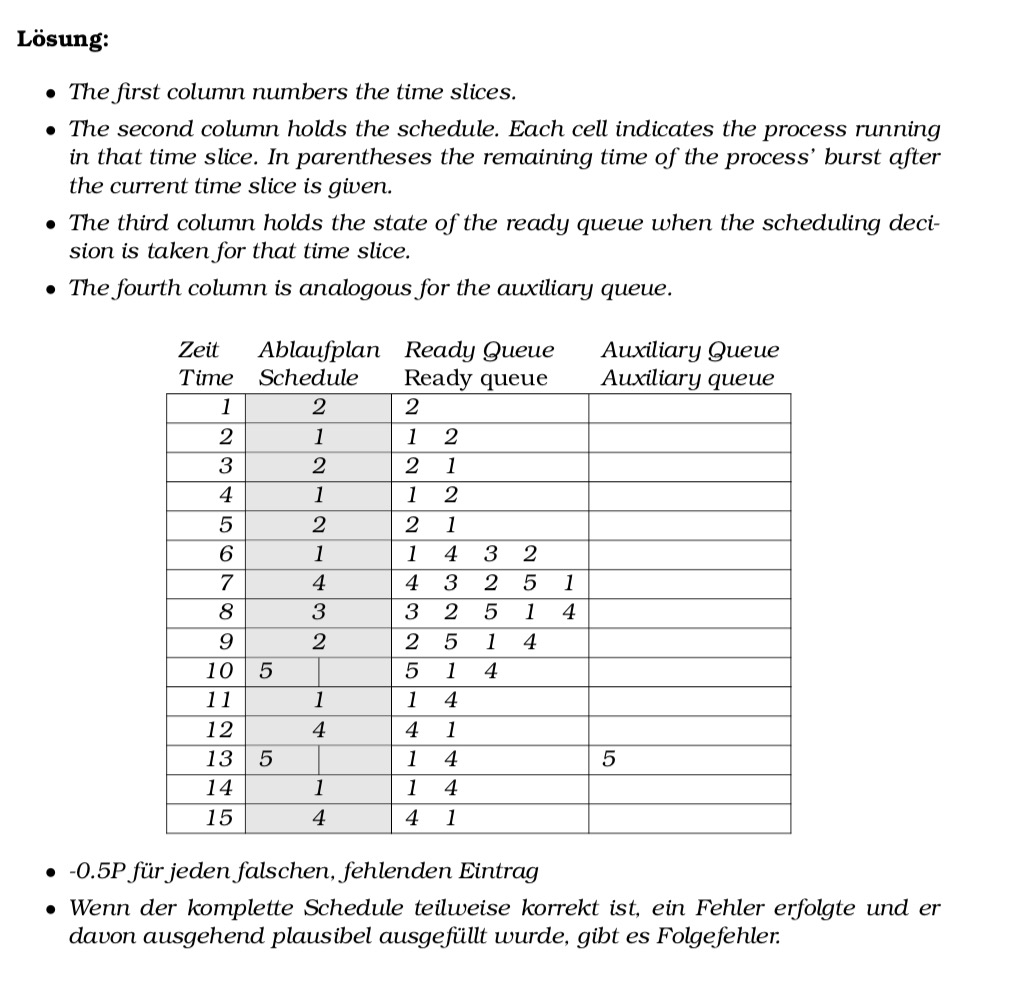 Lösung:
• The first column numbers the time slices.
• The second column holds the schedule. Each cell indicates the process running
in that time slice. In parentheses the remaining time of the process' burst after
the current time slice is given.
• The third column holds the state of the ready queue when the scheduling deci-
sion is taken for that time slice.
• The fourth column is analogous for the auxiliary queue.
Zeit Ablaufplan Ready Queue Auxiliary Queue
Time Schedule Ready queue Auxiliary queue
1 2 2
2 1 1 2
3 2 2 1
4 1 1 2
5 2 2 1
6 1 1 4 3 2
7 4 4 3 2 5 1
8 3 3 2 5 1 4
9 2 2 5 1 4
10 5 5 1 4
11 1 1 4
12 4 4 1
13 5 1 4 5
14 1 1 4
15 4 4 1
• -0.5P für jeden falschen, fehlenden Eintrag
• Wenn der komplette Schedule teilweise korrekt ist, ein Fehler erfolgte und er
davon ausgehend plausibel ausgefüllt wurde, gibt es Folgefehler.